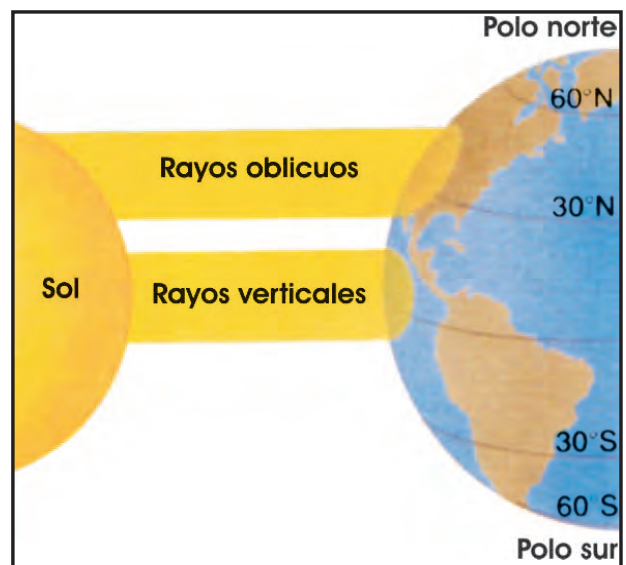 Polo norte
60°N
Rayos oblicuos
30°N
Sol
Rayos verticales
30°S
60°S
Polo sur